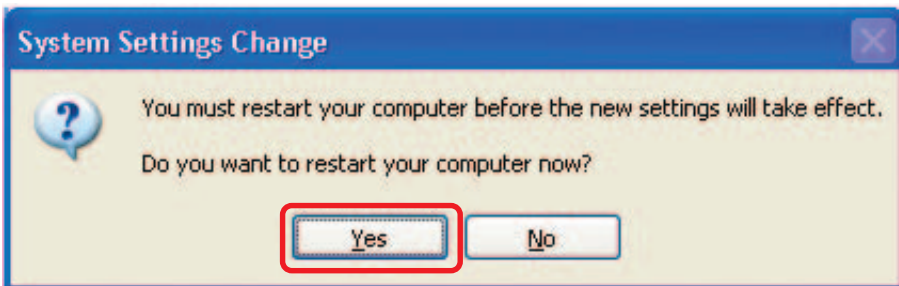 System Settings Change
You must restart your computer before the new settings will take effect.
Do you want to restart your computer now?
Yes No